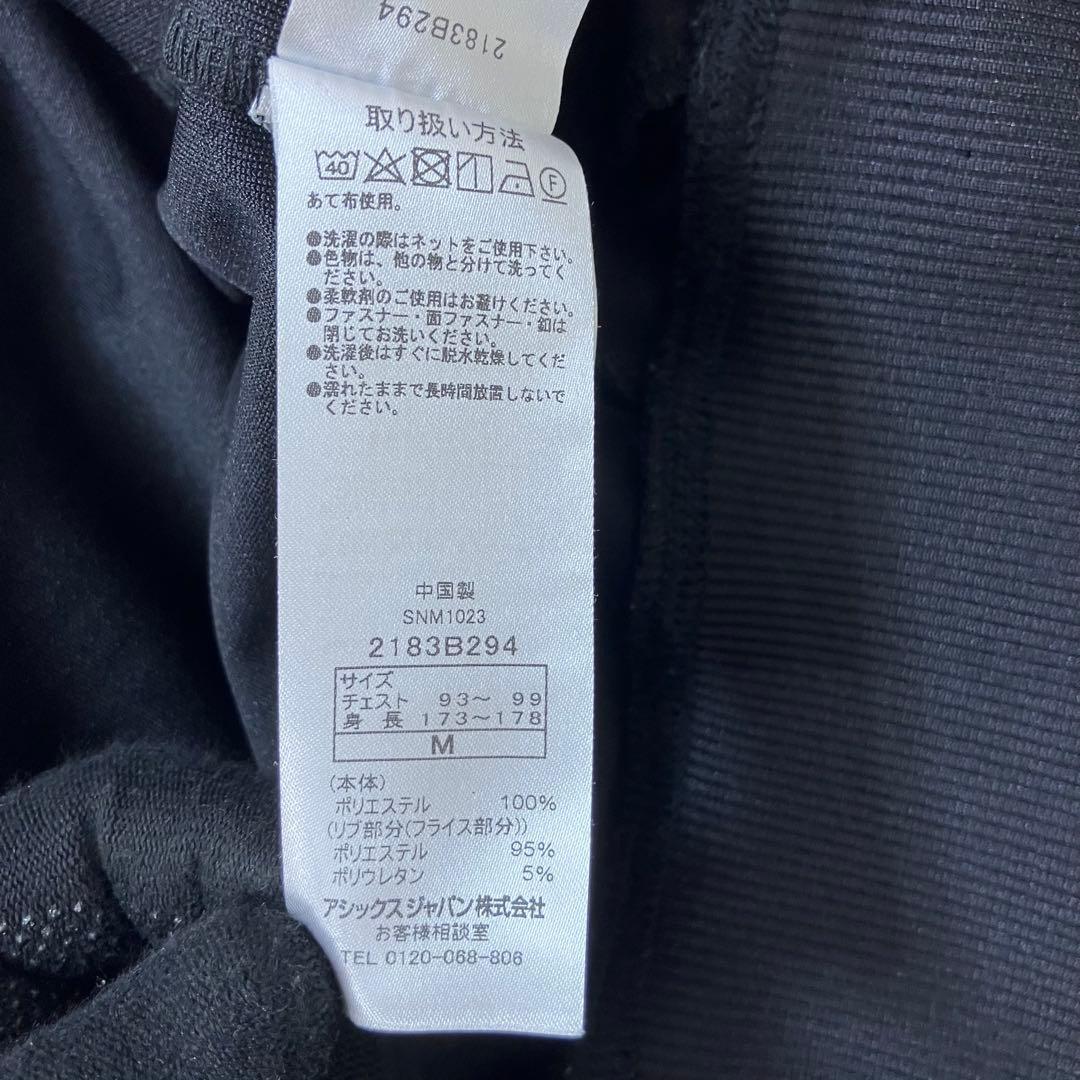 2183B294
取り扱い方法
40 F
あて布使用。
●洗濯の際はネットをご使用下さい。
●色物は、他の物と分けて洗ってく
ださい。
●柔軟剤のご使用はお避けください。
●ファスナー・面ファスナー・釦は
閉じてお洗いください。
●洗濯後はすぐに脱水乾燥してくだ
さい。
●濡れたままで長時間放置しないで
ください。
中国製
SNM1023
2183B294
サイズ
チェスト 93〜 99
身 長 173〜178
M
(本体)
ポリエステル 100%
(リブ部分(フライス部分))
ポリエステル 95%
ポリウレタン 5%
アシックスジャパン株式会社
お客様相談室
TEL 0120-068-806